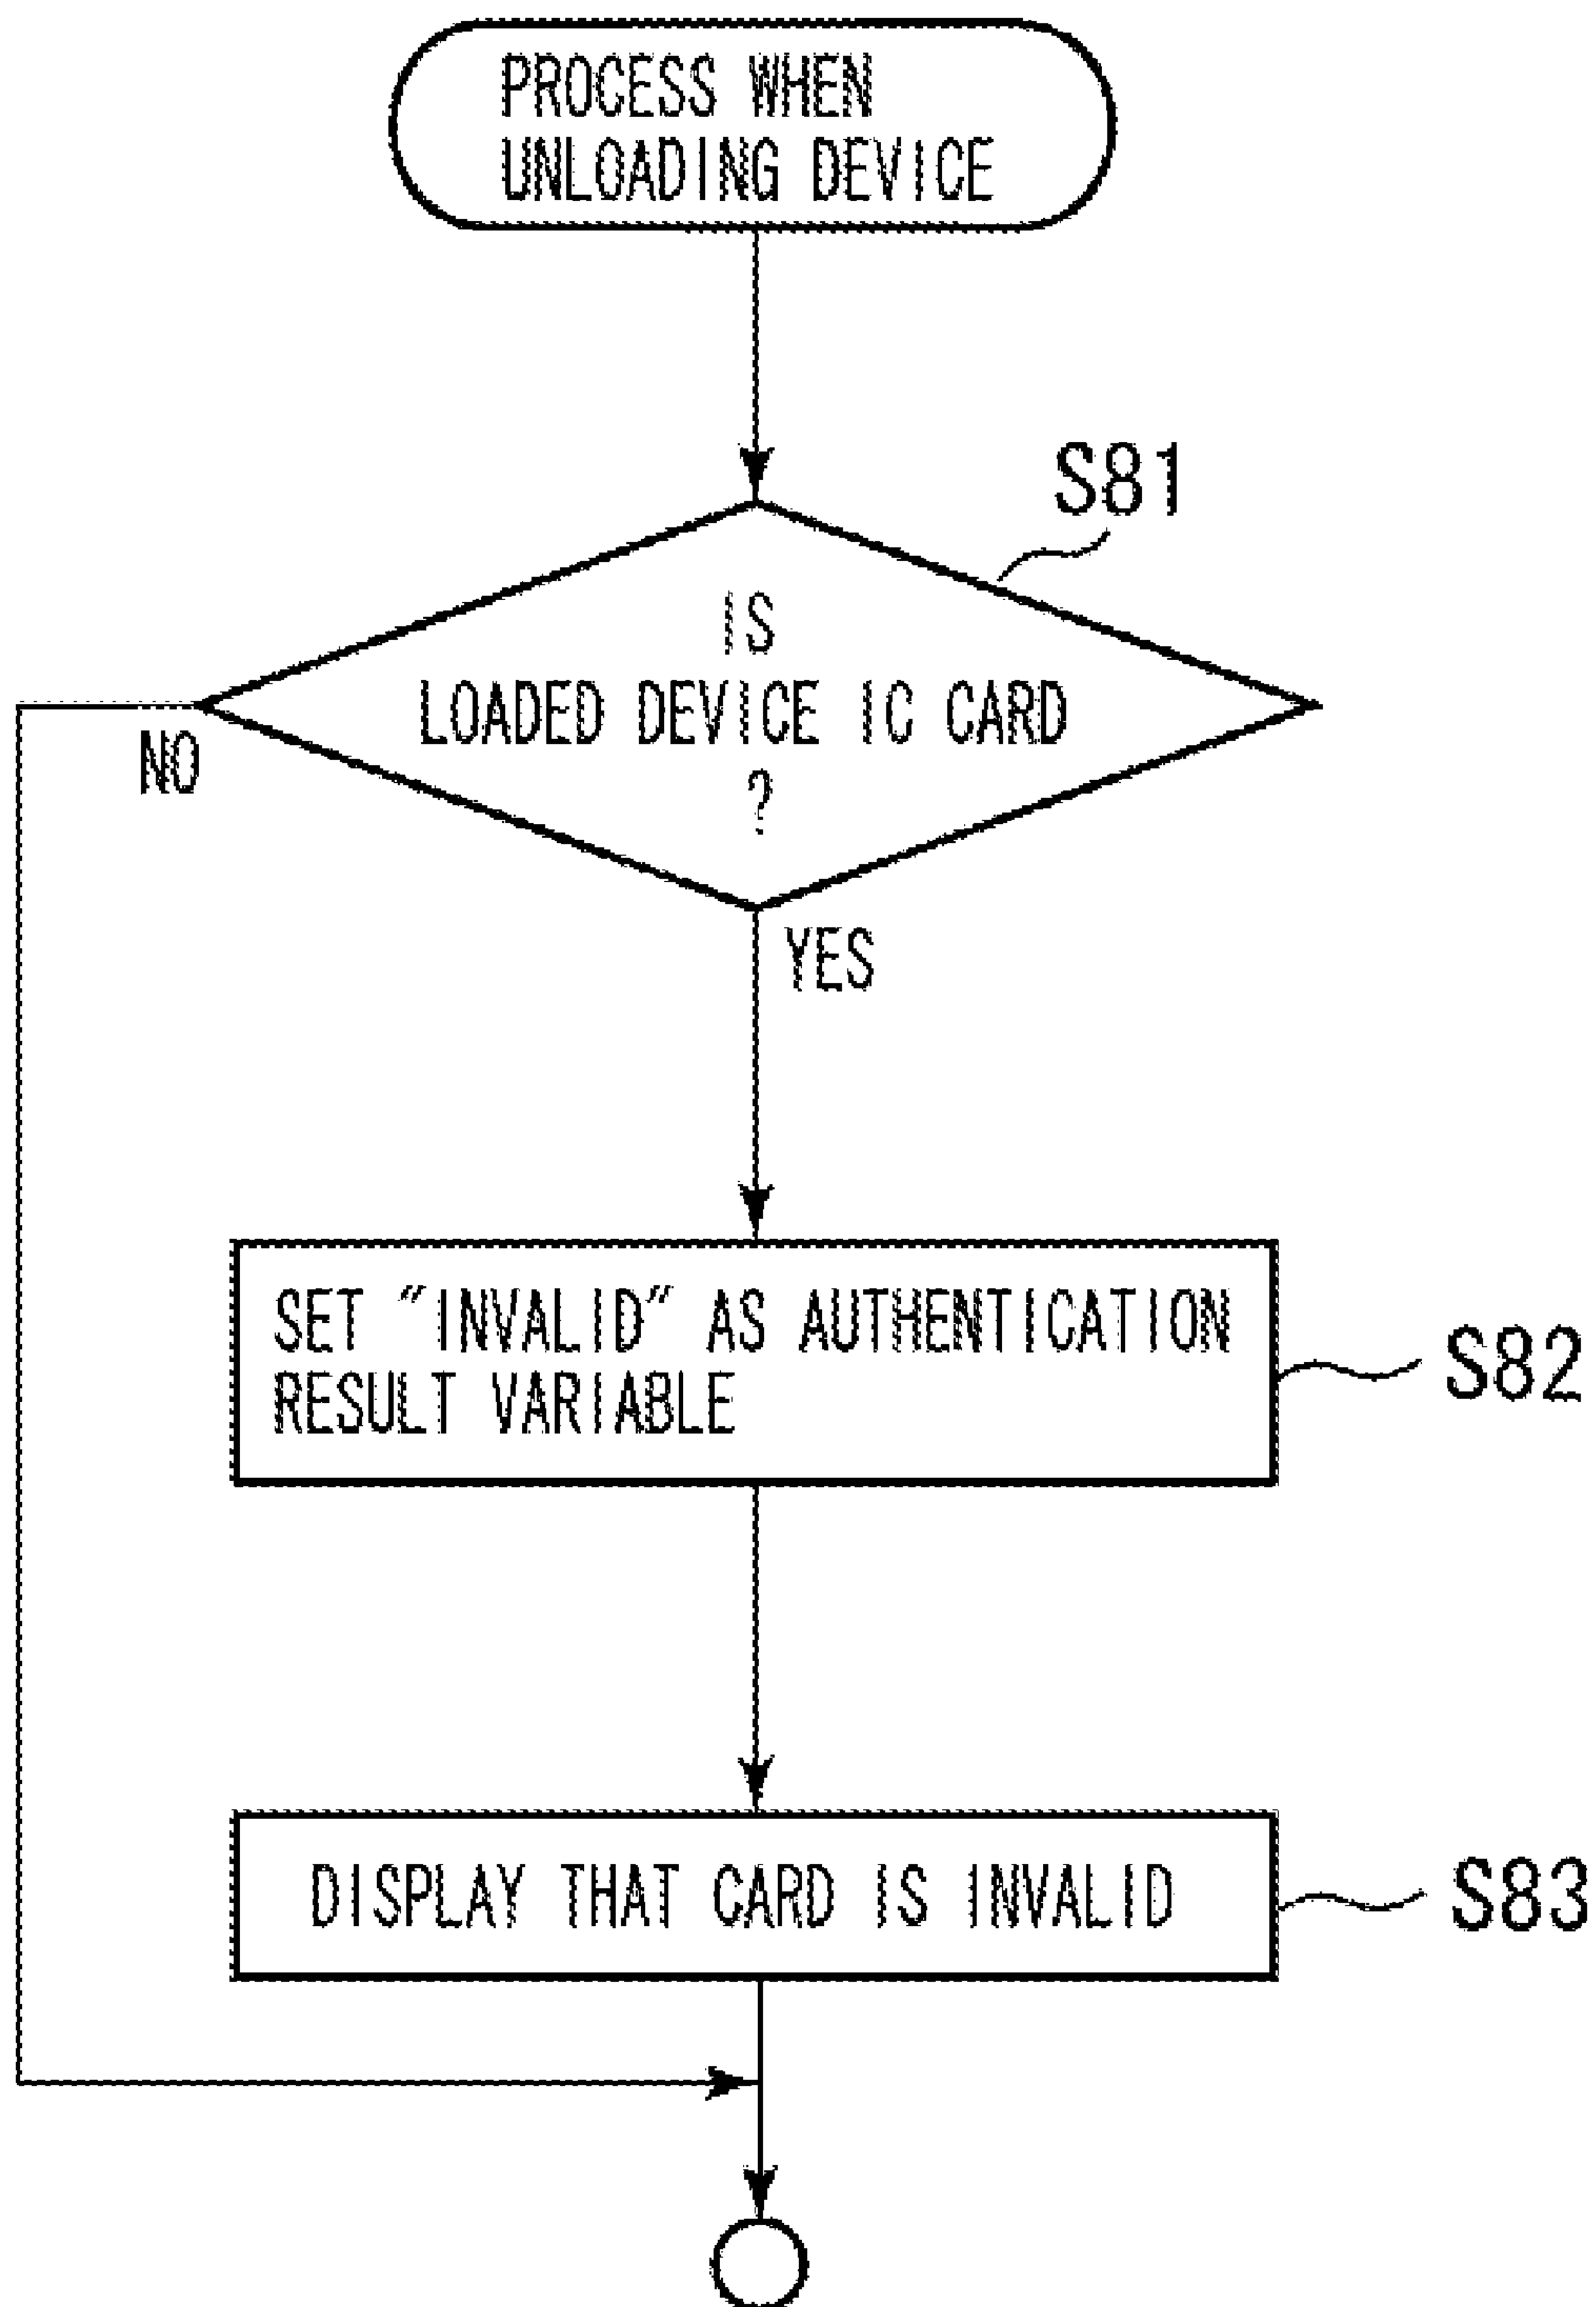 PROCESS WHEN
UNLOADING DEVICE
S81
IS
LOADED DEVICE IC CARD
?
NO
YES
SET "INVALID" AS AUTHENTICATION
RESULT VARIABLE
S82
DISPLAY THAT CARD IS INVALID
S83